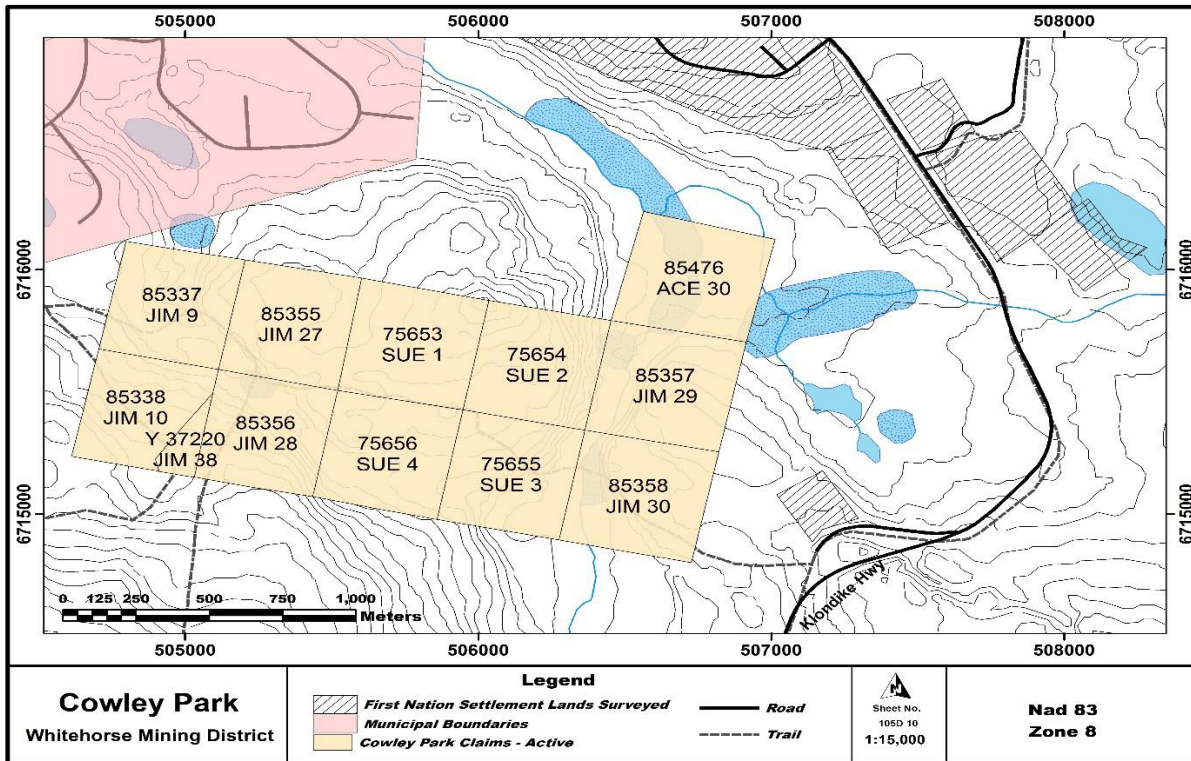 505000 506000 507000 508000
6716000 6716000
85476
ACE 30
85337
JIM 9
85355
JIM 27
75653
SUE 1
75654
SUE 2
85357
JIM 29
85338
JIM 10
Y 37220
JIM 38
85356
JIM 28
75656
SUE 4
75655
SUE 3
85358
JIM 30
6715000 6715000
Klondike Hwy
0 125 250 500 750 1,000
Meters
505000 506000 507000 508000
Cowley Park
Whitehorse Mining District
Legend
First Nation Settlement Lands Surveyed
Municipal Boundaries
Cowley Park Claims - Active
Road
Trail
N
Sheet No.
105D 10
1:15,000
Nad 83
Zone 8